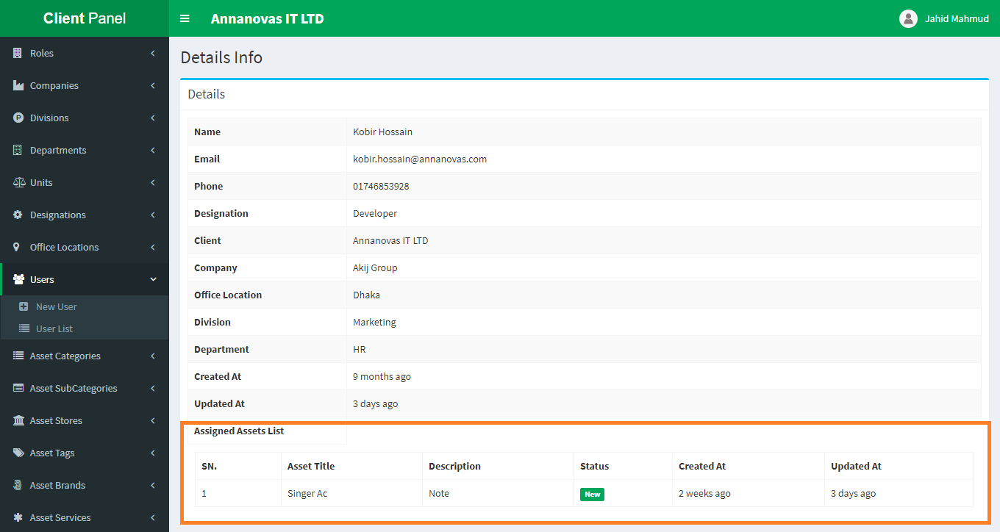 Client Panel
Annanovas IT LTD
Jahid Mahmud
Roles
Companies
Divisions
Departments
Units
Designations
Office Locations
Users
New User
User List
Asset Categories
Asset SubCategories
Asset Stores
Asset Tags
Asset Brands
Asset Services
Details Info
Details
Name Kobir Hossain
Email kobir.hossain@annanovas.com
Phone 01746853928
Designation Developer
Client Annanovas IT LTD
Company Akij Group
Office Location Dhaka
Division Marketing
Department HR
Created At 9 months ago
Updated At 3 days ago
Assigned Assets List
SN. Asset Title Description Status Created At Updated At
1 Singer Ac Note New 2 weeks ago 3 days ago